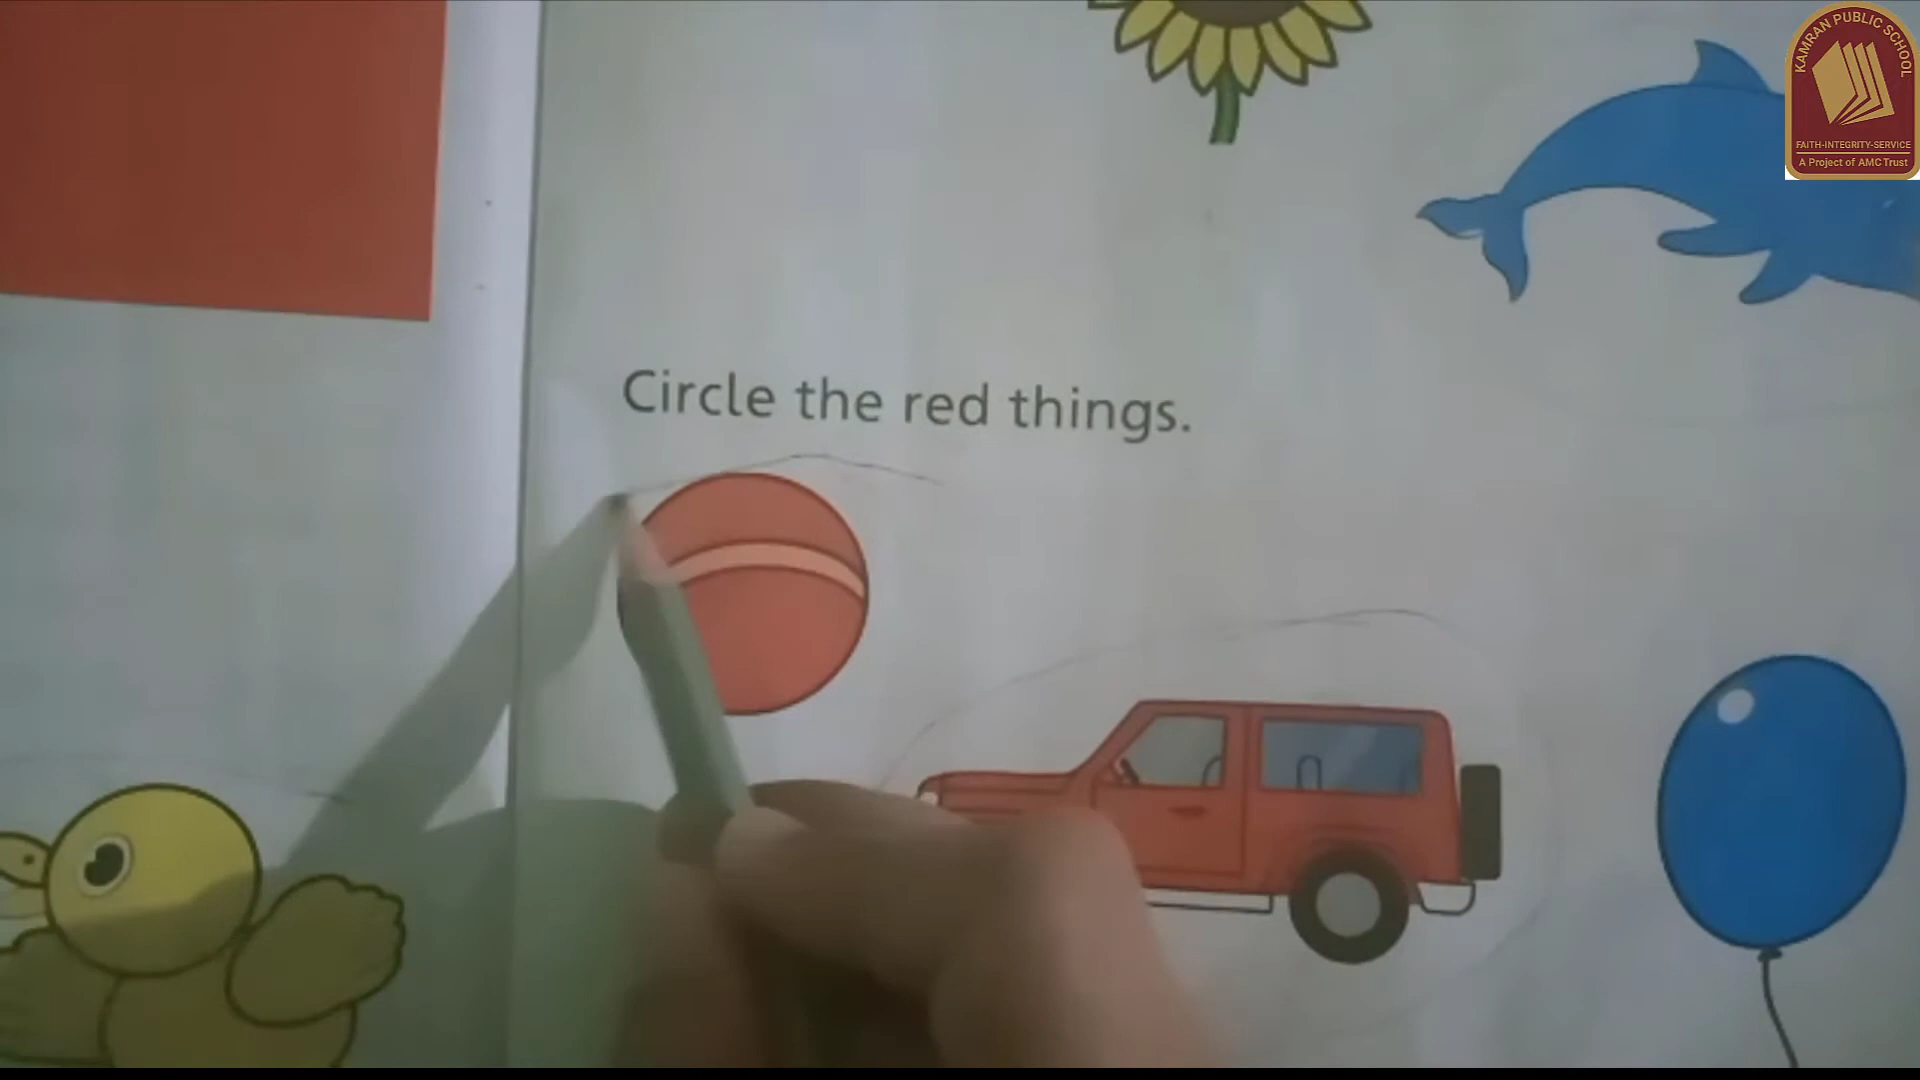 KAMRAN PUBLIC SCHOOL
FAITH-INTEGRITY-SERVICE
A Project of AMC Trust
Circle the red things.